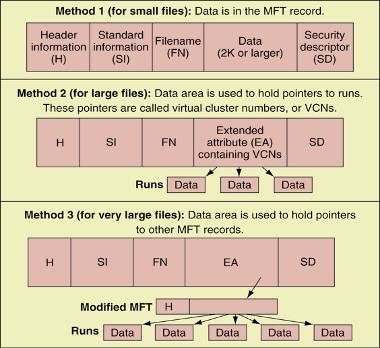 Method 1 (for small files): Data is in the MFT record.
Header information (H)
Standard information (SI)
Filename (FN)
Data (2K or larger)
Security descriptor (SD)
Method 2 (for large files): Data area is used to hold pointers to runs.
These pointers are called virtual cluster numbers, or VCNs.
H
SI
FN
Extended attribute (EA) containing VCNs
SD
Runs Data Data Data
Method 3 (for very large files): Data area is used to hold pointers
to other MFT records.
H
SI
FN
EA
SD
Modified MFT H
Runs Data Data Data Data Data